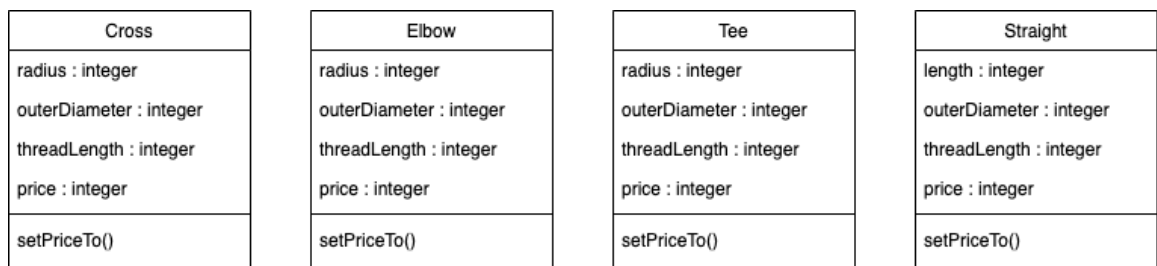 Cross
radius : integer
outerDiameter : integer
threadLength : integer
price : integer
setPriceTo()
Elbow
radius : integer
outerDiameter : integer
threadLength : integer
price : integer
setPriceTo()
Tee
radius : integer
outerDiameter : integer
threadLength : integer
price : integer
setPriceTo()
Straight
length : integer
outerDiameter : integer
threadLength : integer
price : integer
setPriceTo()